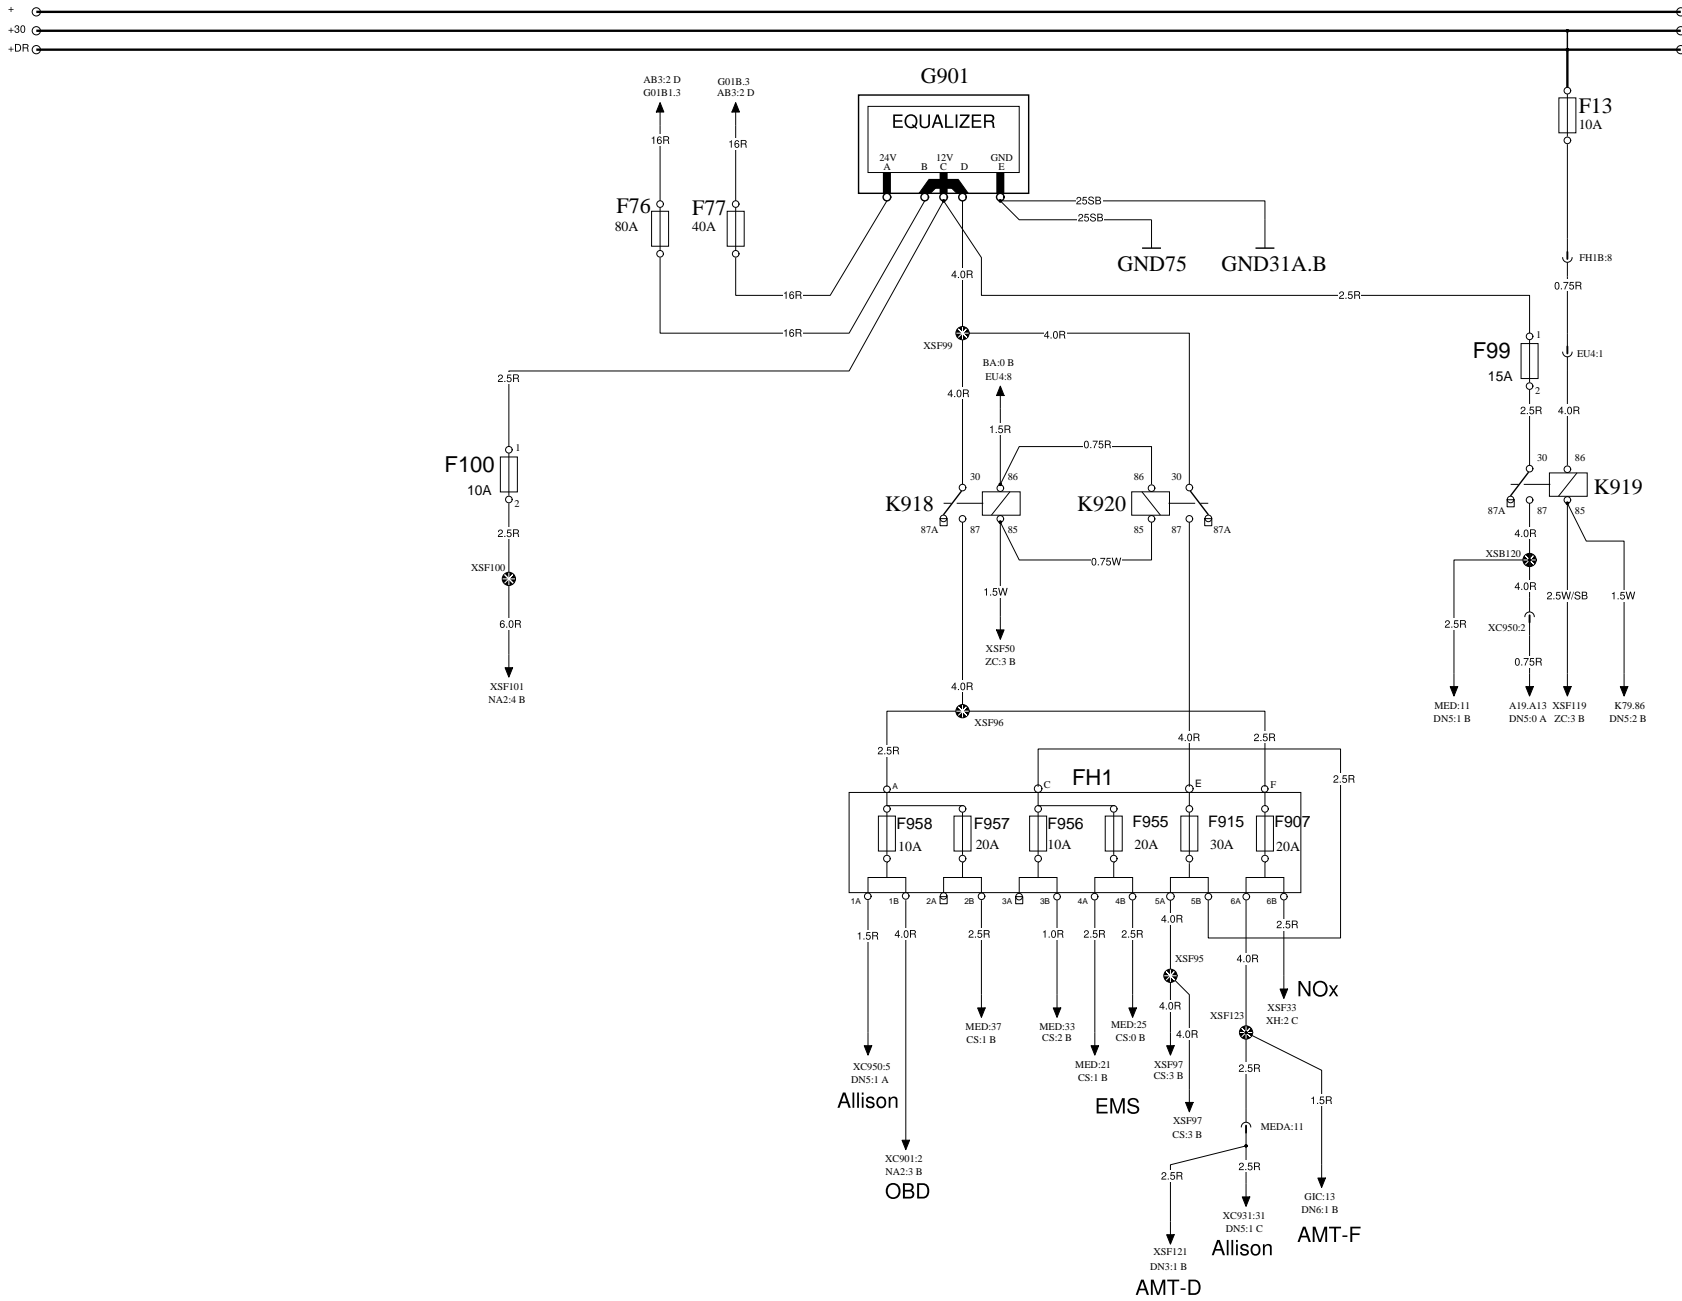 +
+30
+DR
G901
EQUALIZER
24V 12V GND
A B C D E
AB3:2 D
G01B1.3
G01B.3
AB3:2 D
16R
16R
F76
80A
F77
40A
F13
10A
25SB
25SB
GND75
GND31A.B
FH1B:8
4.0R
0.75R
16R
2.5R
16R
XSF99
4.0R
1
F99
15A
2
EU4:1
BA:0 B
EU4:8
2.5R
4.0R
2.5R
4.0R
1.5R
0.75R
1
F100
10A
2
30
86
K918
87A
87
85
86
30
K920
85
87
87A
30
86
K919
87A
87
85
2.5R
4.0R
XSF100
XSB120
0.75W
4.0R
1.5W
2.5W/SB
1.5W
6.0R
2.5R
XC950:2
XSF50
ZC:3 B
0.75R
XSF101
NA2:4 B
4.0R
MED:11
DN5:1 B
A19.A13
DN5:0 A
XSF119
ZC:3 B
K79.86
DN5:2 B
XSF96
2.5R
4.0R
2.5R
FH1
2.5R
A C E F
F958
10A
F957
20A
F956
10A
F955
20A
F915
30A
F907
20A
1A 1B 2A 2B 3A 3B 4A 4B 5A 5B 6A 6B
1.5R
4.0R
2.5R
1.0R
2.5R
2.5R
4.0R
2.5R
XSF95
4.0R
NOx
XSF33
XH:2 C
4.0R
4.0R
XSF123
MED:37
CS:1 B
MED:33
CS:2 B
MED:25
CS:0 B
XC950:5
DN5:1 A
Allison
MED:21
CS:1 B
EMS
XSF97
CS:3 B
XSF97
CS:3 B
2.5R
1.5R
MEDA:11
XC901:2
NA2:3 B
OBD
2.5R
2.5R
GIC:13
DN6:1 B
AMT-F
XC931:31
DN5:1 C
Allison
XSF121
DN3:1 B
AMT-D